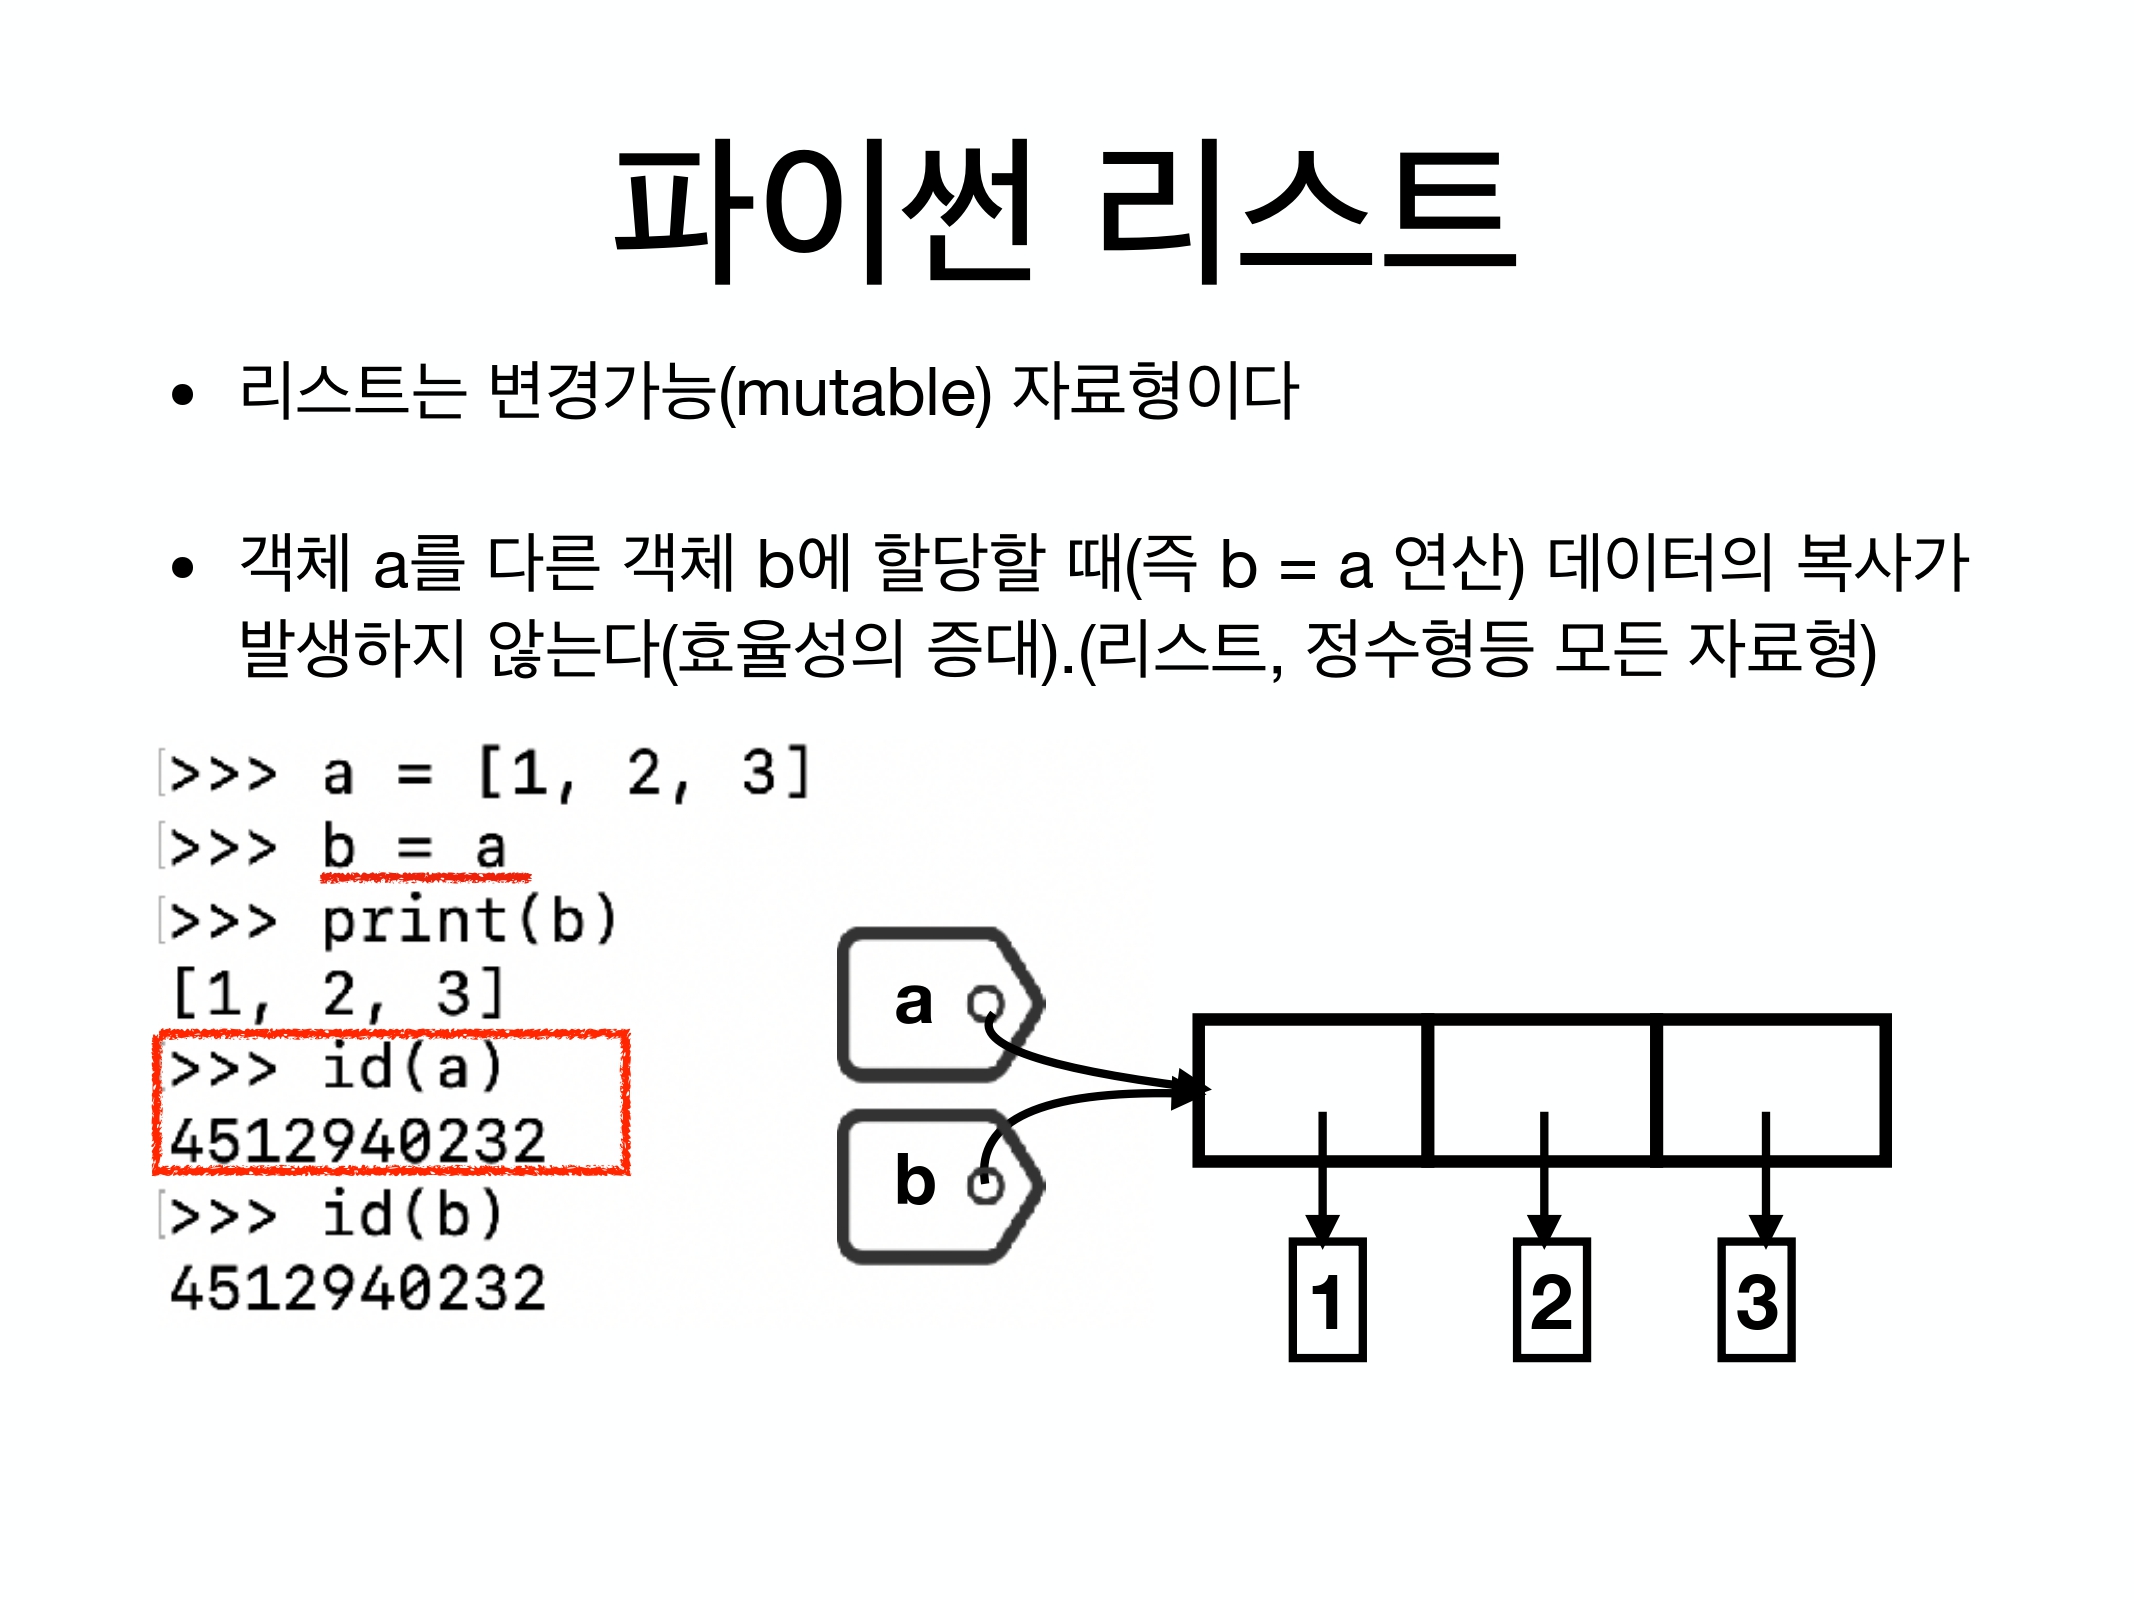 파이썬 리스트
• 리스트는 변경가능(mutable) 자료형이다
• 객체 a를 다른 객체 b에 할당할 때(즉 b = a 연산) 데이터의 복사가
발생하지 않는다(효율성의 증대).(리스트, 정수형등 모든 자료형)
>>> a = [1, 2, 3]
>>> b = a
>>> print(b)
[1, 2, 3]
>>> id(a)
4512940232
>>> id(b)
4512940232
a
b
1 2 3